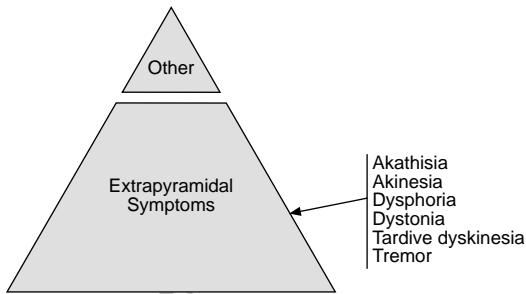 Other
Extrapyramidal
Symptoms
Akathisia
Akinesia
Dysphoria
Dystonia
Tardive dyskinesia
Tremor